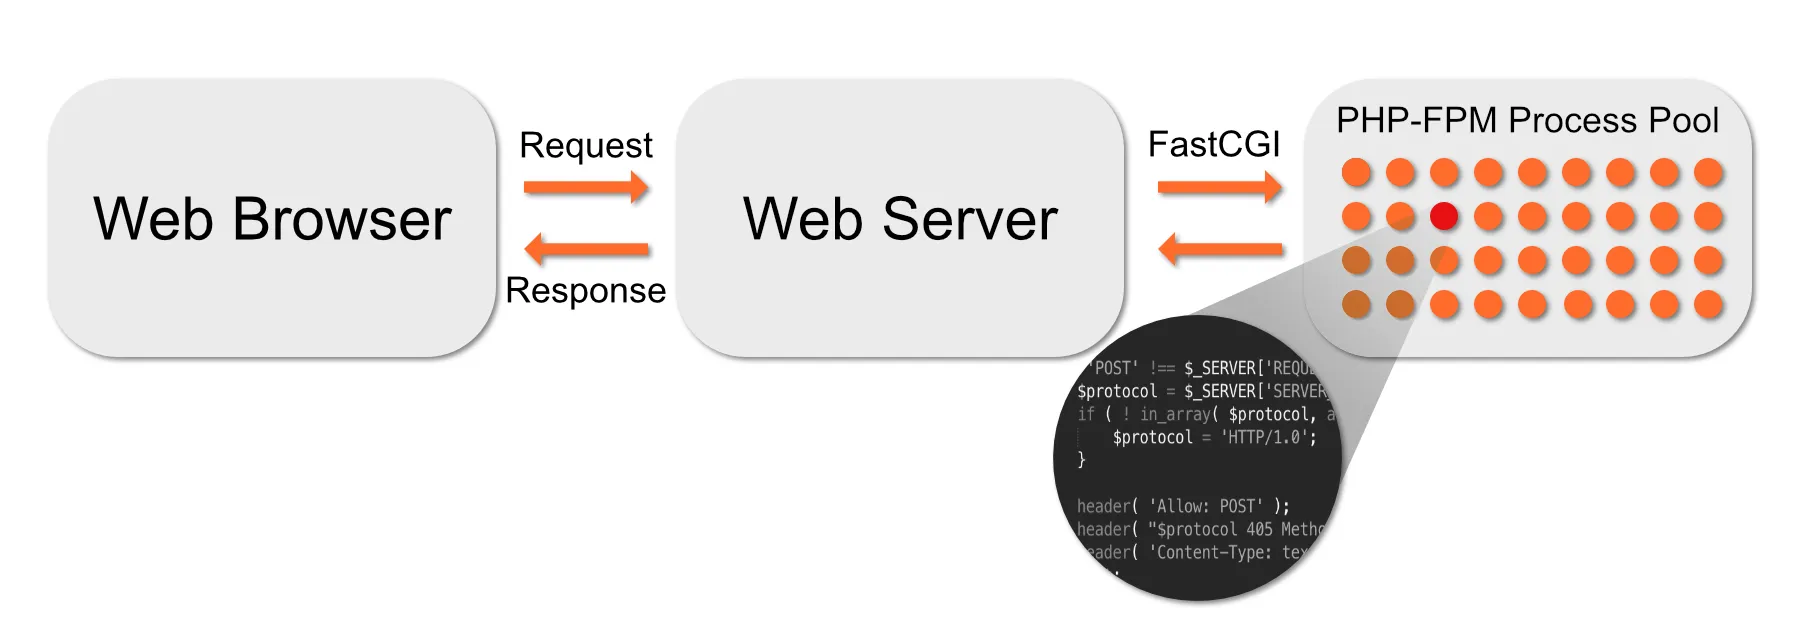 Web Browser
Request
Response
Web Server
FastCGI
PHP-FPM Process Pool
'POST' !== $_SERVER['REQU
$protocol = $_SERVER['SERVER
if ( ! in_array( $protocol, a
$protocol = 'HTTP/1.0';
}
header( 'Allow: POST' );
header( "$protocol 405 Metho
eader( 'Content-Type: tex
;